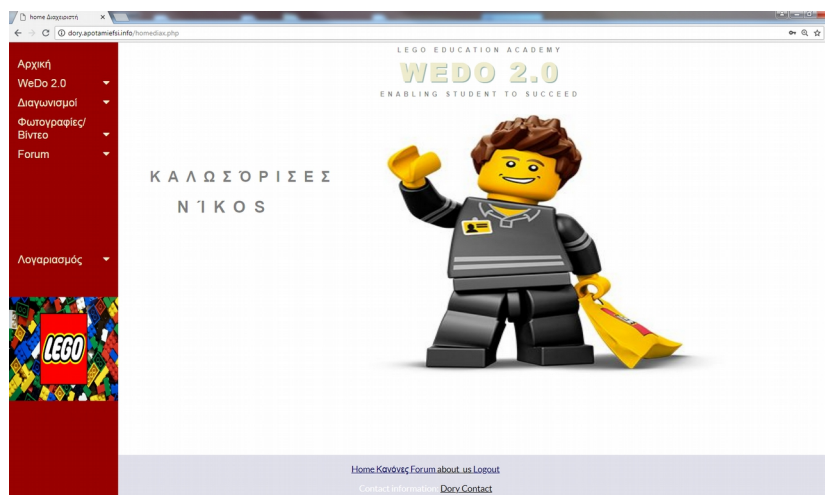 home Διαχειριστή
dory.apotamiefsi.info/homediax.php
LEGO EDUCATION ACADEMY
WEDO 2.0
ENABLING STUDENT TO SUCCEED
Αρχική
WeDo 2.0
Διαγωνισμοί
Φωτογραφίες/
Βίντεο
Forum
Λογαριασμός
LEGO
ΚΑΛΩΣΌΡΙΣΕΣ
ΝΊΚΟS
Home Κανόνες Forum about us Logout
Contact information: Dory Contact